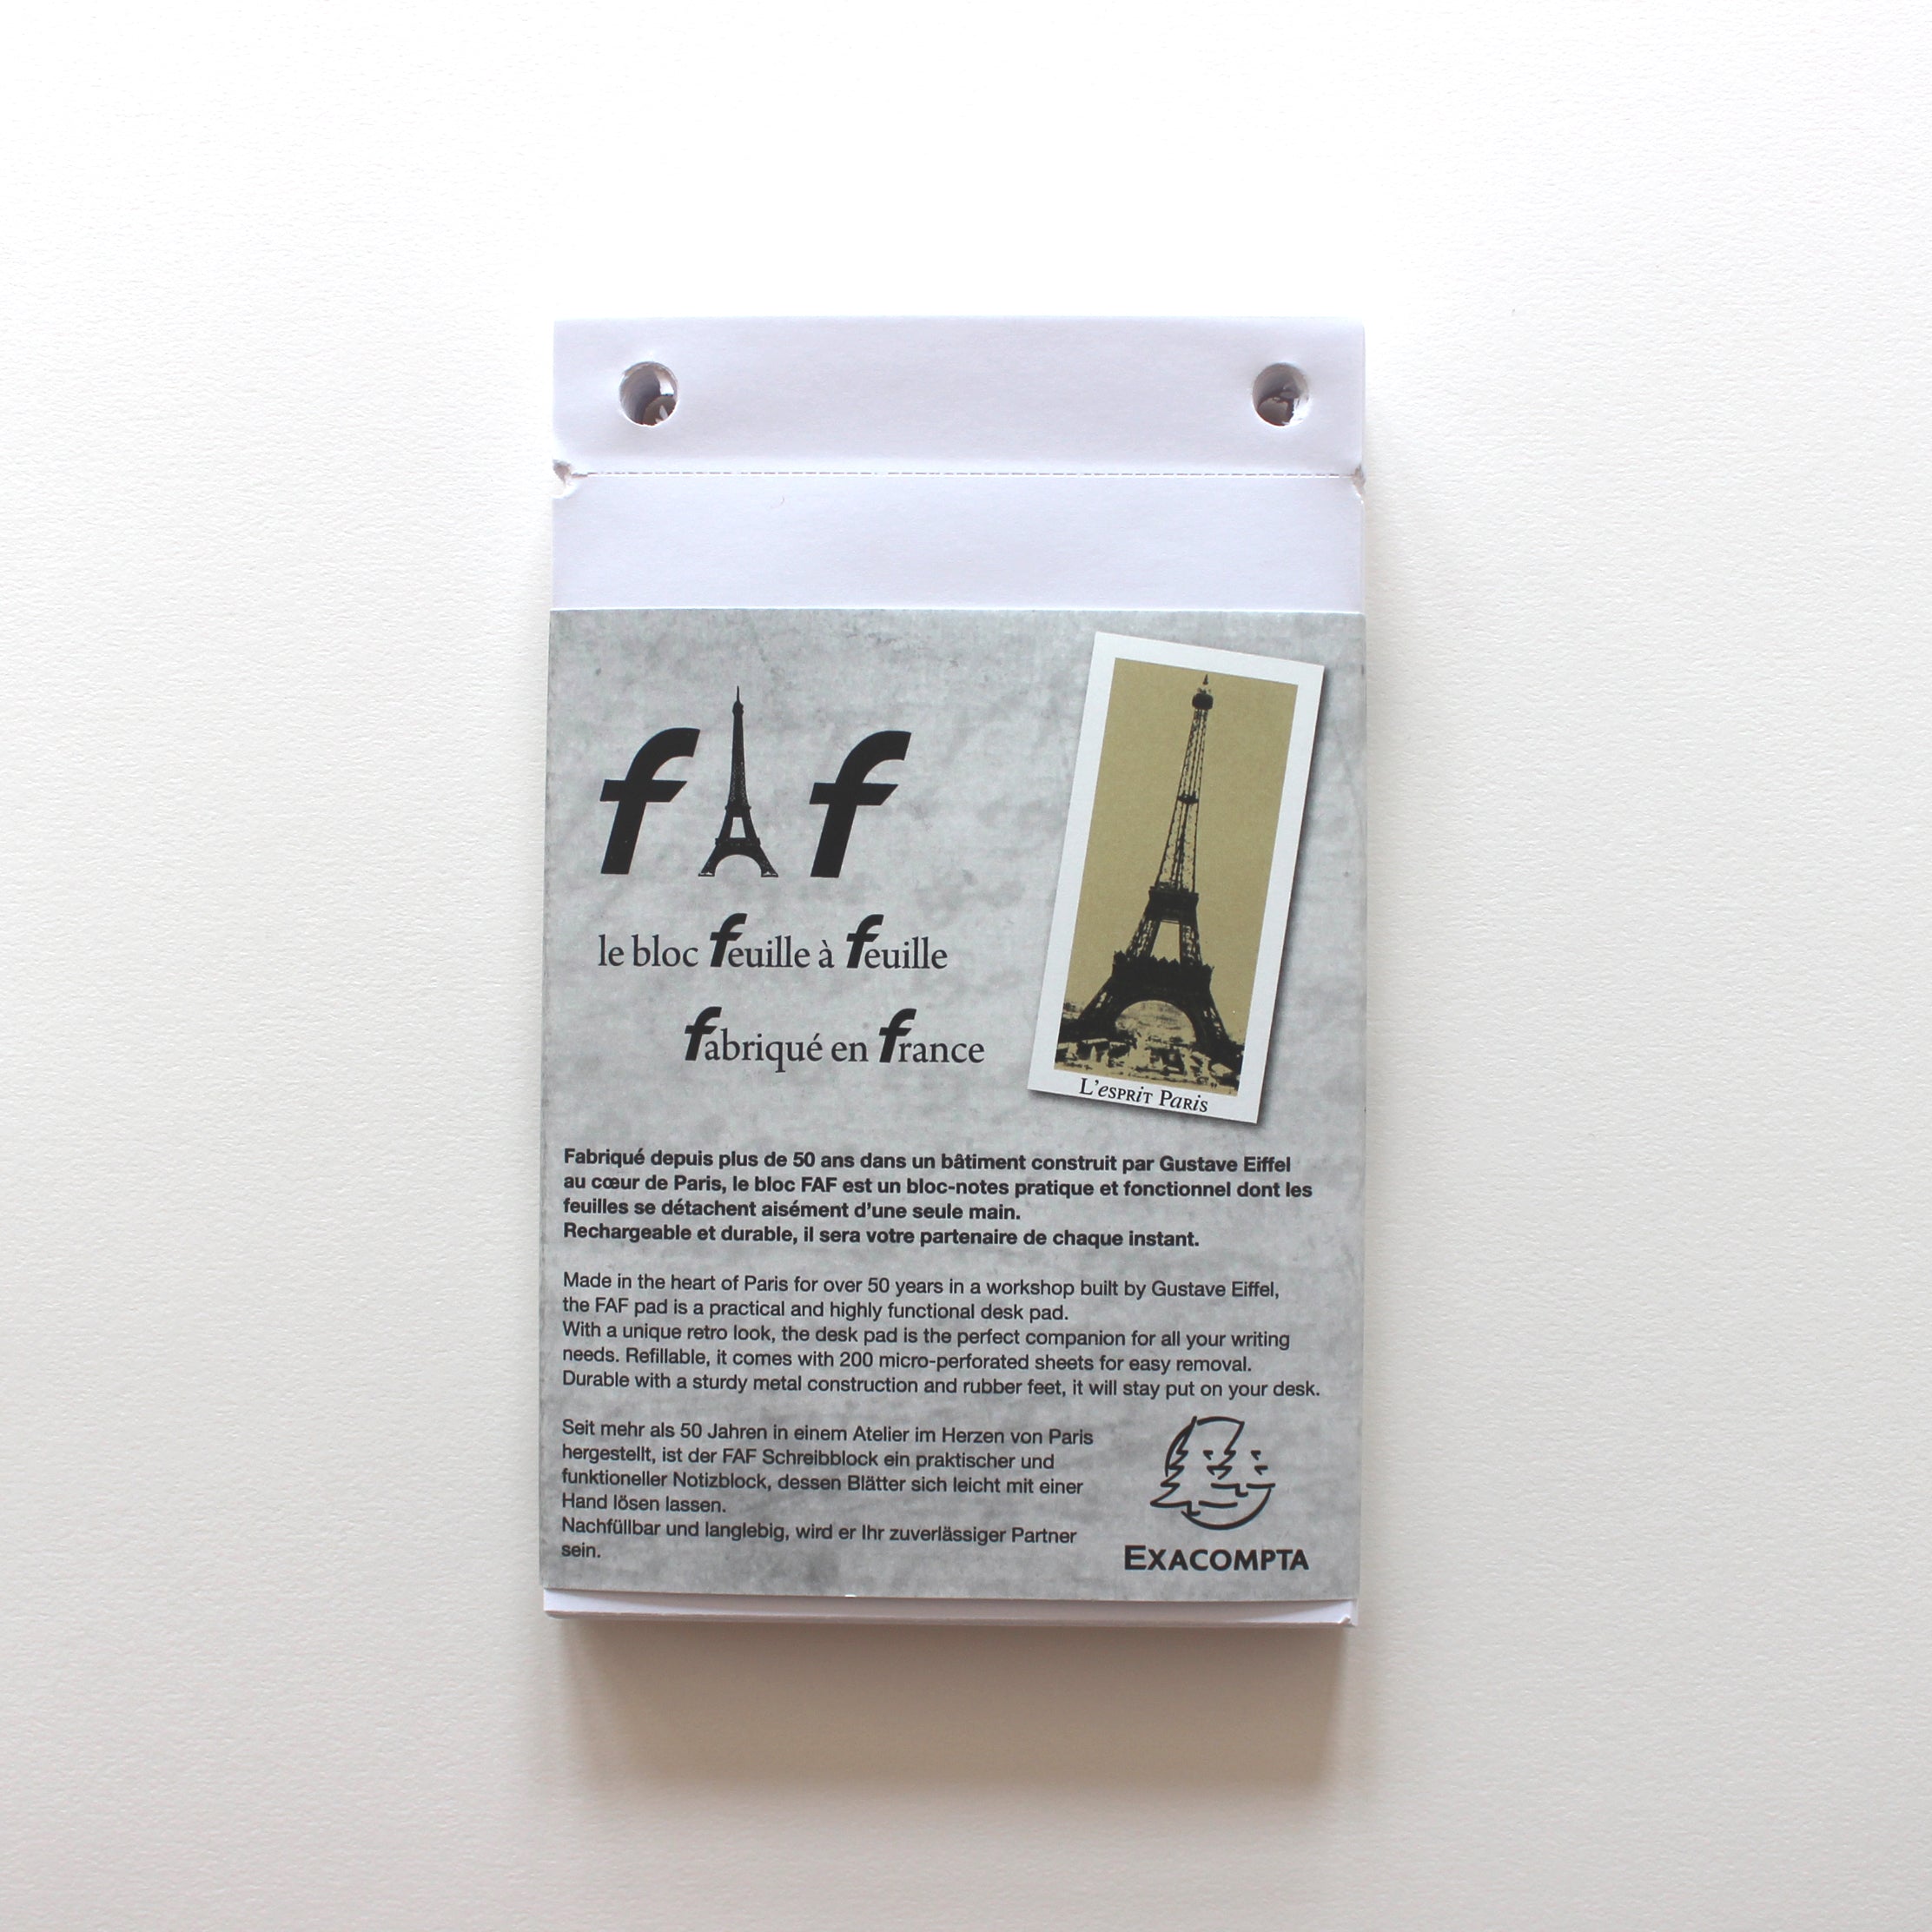 fAf
le bloc feuille à feuille
fabriqué en france
L'esprit Paris
Fabriqué depuis plus de 50 ans dans un bâtiment construit par Gustave Eiffel
au cœur de Paris, le bloc FAF est un bloc-notes pratique et fonctionnel dont les
feuilles se détachent aisément d'une seule main.
Rechargeable et durable, il sera votre partenaire de chaque instant.
Made in the heart of Paris for over 50 years in a workshop built by Gustave Eiffel,
the FAF pad is a practical and highly functional desk pad.
With a unique retro look, the desk pad is the perfect companion for all your writing
needs. Refillable, it comes with 200 micro-perforated sheets for easy removal.
Durable with a sturdy metal construction and rubber feet, it will stay put on your desk.
Seit mehr als 50 Jahren in einem Atelier im Herzen von Paris
hergestellt, ist der FAF Schreibblock ein praktischer und
funktioneller Notizblock, dessen Blätter sich leicht mit einer
Hand lösen lassen.
Nachfüllbar und langlebig, wird er Ihr zuverlässiger Partner
sein.
EXACOMPTA